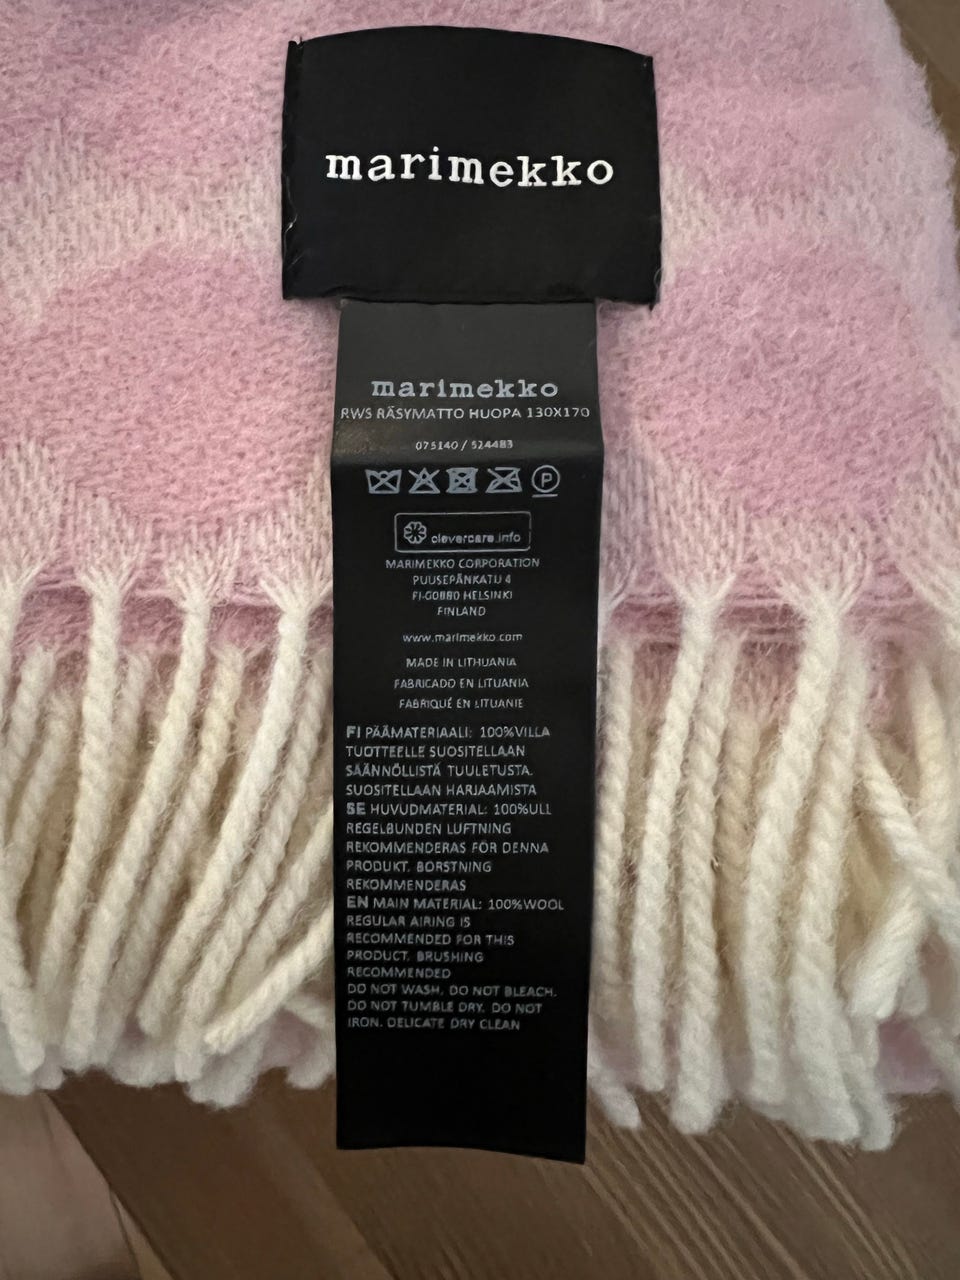 marimekko
marimekko
RWS RÄSYMATTO HUOPA 130X170
075140 / 524483
P
clevercare.info
MARIMEKKO CORPORATION
PUUSEPÄNKATU 4
FI-00880 HELSINKI
FINLAND
www.marimekko.com
MADE IN LITHUANIA
FABRICADO EN LITUANIA
FABRIQUÉ EN LITUANIE
FI PÄÄMATERIAALI: 100%VILLA
TUOTTEELLE SUOSITELLAAN
SÄÄNNÖLLISTÄ TUULETUSTA.
SUOSITELLAAN HARJAAMISTA
SE HUVUDMATERIAL: 100%ULL
REGELBUNDEN LUFTNING
REKOMMENDERAS FÖR DENNA
PRODUKT. BORSTNING
REKOMMENDERAS
EN MAIN MATERIAL: 100%WOOL
REGULAR AIRING IS
RECOMMENDED FOR THIS
PRODUCT. BRUSHING
RECOMMENDED
DO NOT WASH. DO NOT BLEACH.
DO NOT TUMBLE DRY. DO NOT
IRON. DELICATE DRY CLEAN